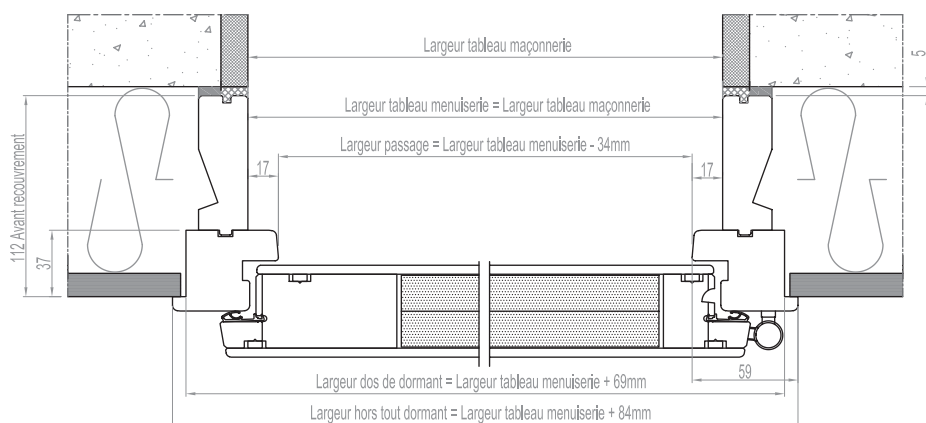 Largeur tableau maçonnerie
5
Largeur tableau menuiserie = Largeur tableau maçonnerie
Largeur passage = Largeur tableau menuiserie - 34mm
17
17
112 Avant recouvrement
37
59
Largeur dos de dormant = Largeur tableau menuiserie + 69mm
Largeur hors tout dormant = Largeur tableau menuiserie + 84mm